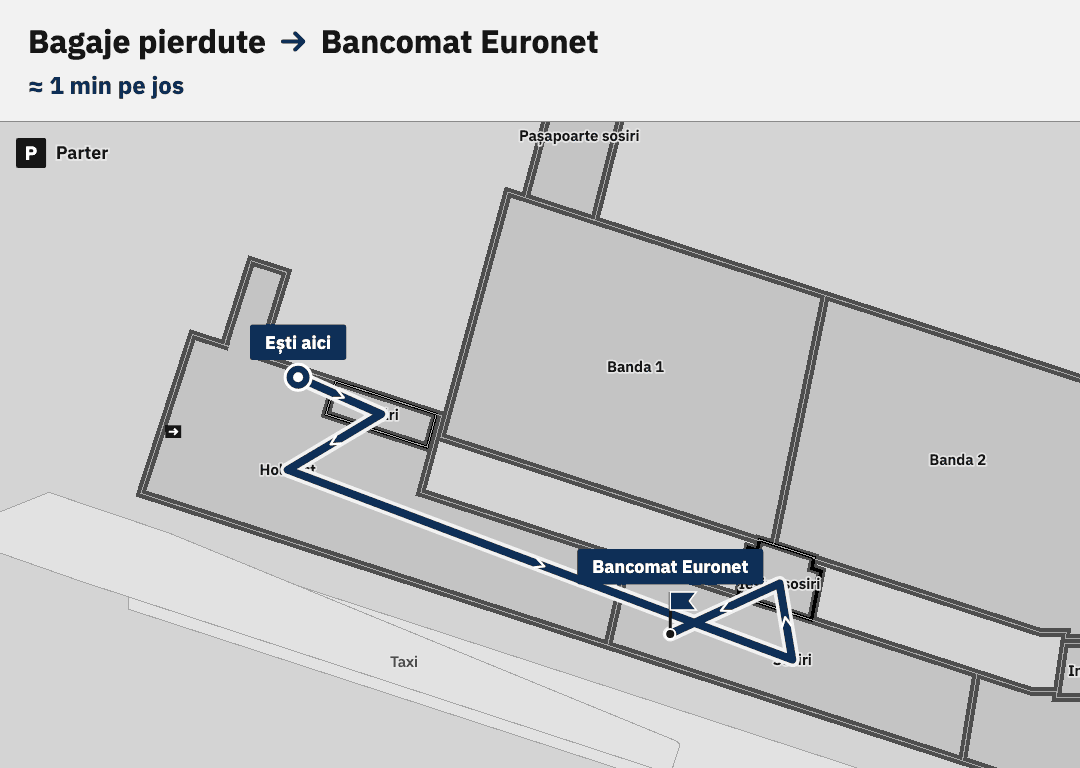 Bagaje pierdute → Bancomat Euronet
≈ 1 min pe jos
P Parter
Pașapoarte sosiri
Ești aici
Banda 1
Banda 2
Bancomat Euronet
sosiri
Taxi